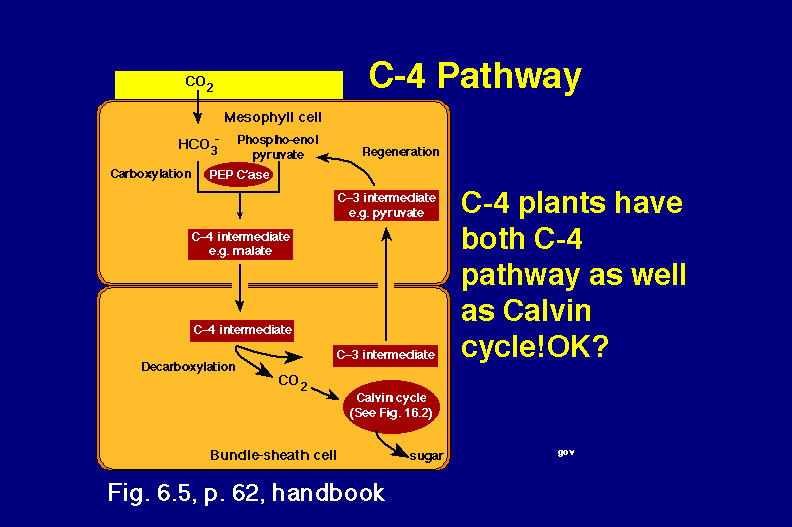 C-4 Pathway
CO2
Mesophyll cell
HCO3-
Phospho-enol
pyruvate
Regeneration
Carboxylation
PEP C'ase
C–3 intermediate
e.g. pyruvate
C–4 intermediate
e.g. malate
C-4 plants have
both C-4
pathway as well
as Calvin
cycle!OK?
C–4 intermediate
C–3 intermediate
Decarboxylation
CO2
Calvin cycle
(See Fig. 16.2)
Bundle-sheath cell
sugar
gov
Fig. 6.5, p. 62, handbook